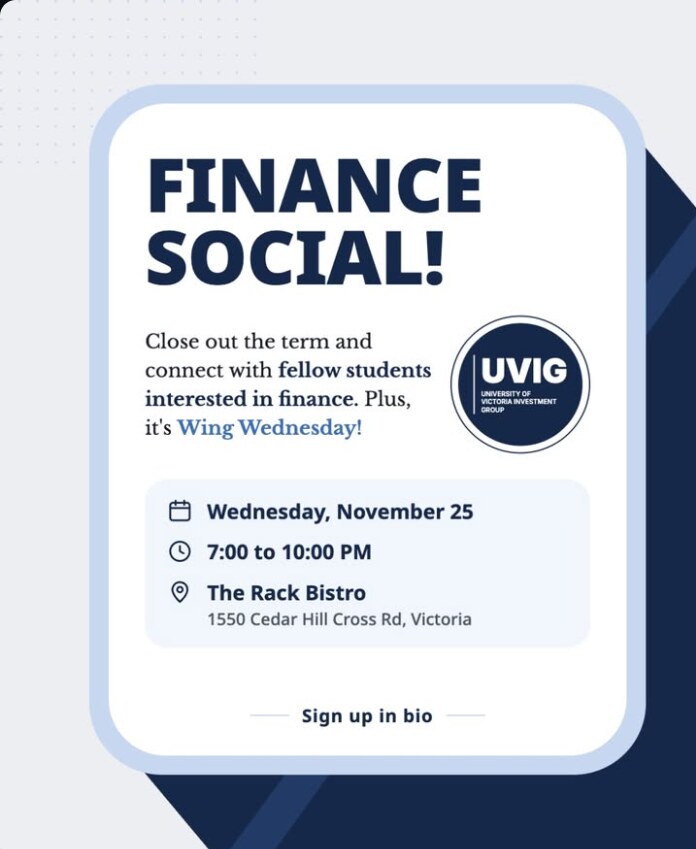 FINANCE
SOCIAL!
Close out the term and
connect with fellow students
interested in finance. Plus,
it's Wing Wednesday!
UVIG
UNIVERSITY OF
VICTORIA INVESTMENT
GROUP
Wednesday, November 25
7:00 to 10:00 PM
The Rack Bistro
1550 Cedar Hill Cross Rd, Victoria
Sign up in bio